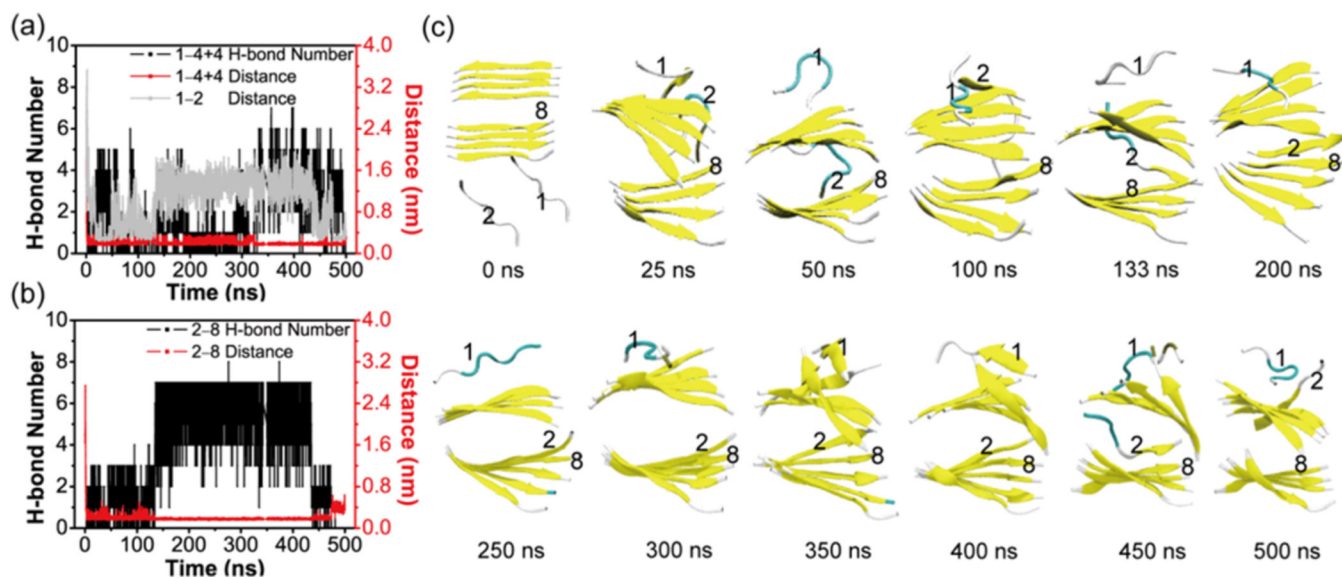 (a)
10
8
6
4
2
0
H-bond Number
1–4+4 H-bond Number
1–4+4 Distance
1–2 Distance
4.0
3.2
2.4
1.6
0.8
0.0
Distance (nm)
0 100 200 300 400 500
Time (ns)
(b)
10
8
6
4
2
0
H-bond Number
2–8 H-bond Number
2–8 Distance
4.0
3.2
2.4
1.6
0.8
0.0
Distance (nm)
0 100 200 300 400 500
Time (ns)
(c)
8
2
1
0 ns
1
2
8
25 ns
1
2
8
50 ns
2
1
8
100 ns
1
2
8
133 ns
1
2
8
200 ns
1
2
8
250 ns
1
2
8
300 ns
1
2
8
350 ns
1
2
8
400 ns
1
2
8
450 ns
1
2
8
500 ns